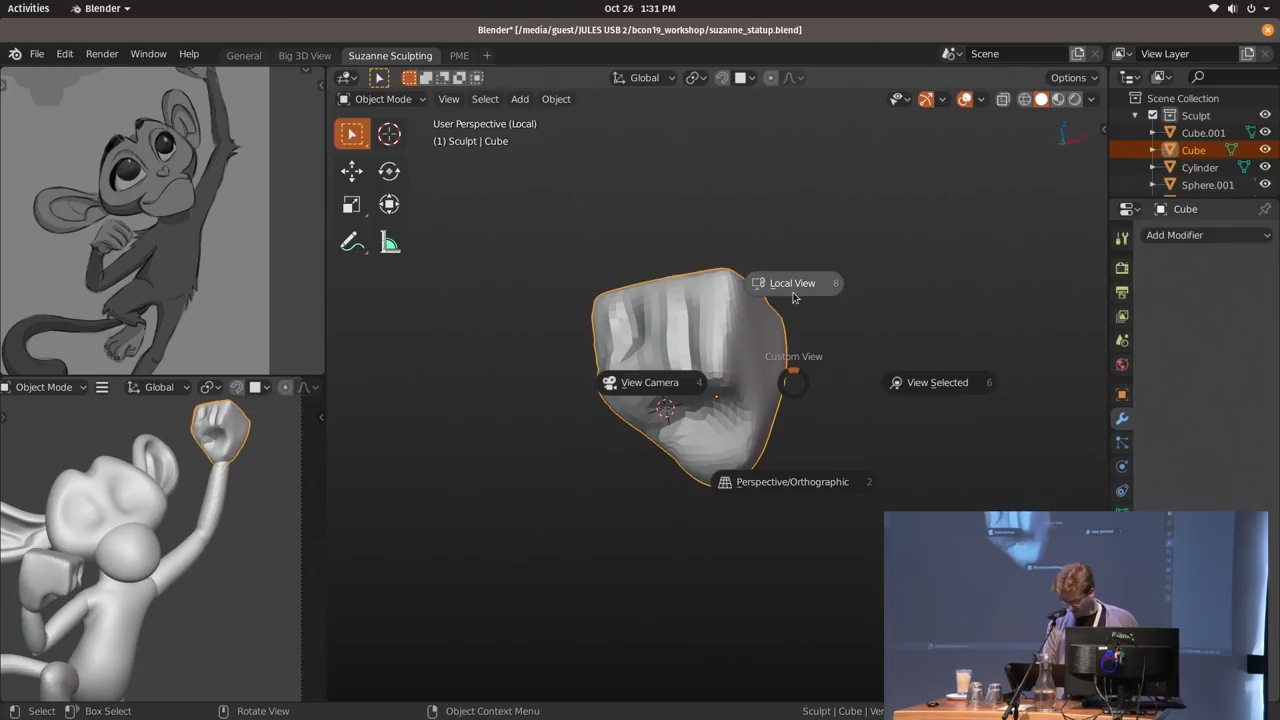 Activities
Blender
Oct 26 1:31 PM
Blender* [/media/guest/JULES USB 2/bcon19_workshop/suzanne_statup.blend]
File Edit Render Window Help
General Big 3D View Suzanne Sculpting PME +
Scene
View Layer
Global
Options
Object Mode View Select Add Object
User Perspective (Local)
(1) Sculpt | Cube
Scene Collection
Sculpt
Cube.001
Cube
Cylinder
Sphere.001
Cube
Add Modifier
Local View 8
Custom View
View Camera 4
View Selected 6
Perspective/Orthographic 2
Object Mode Global
Select Box Select Rotate View Object Context Menu
Sculpt | Cube | Ver